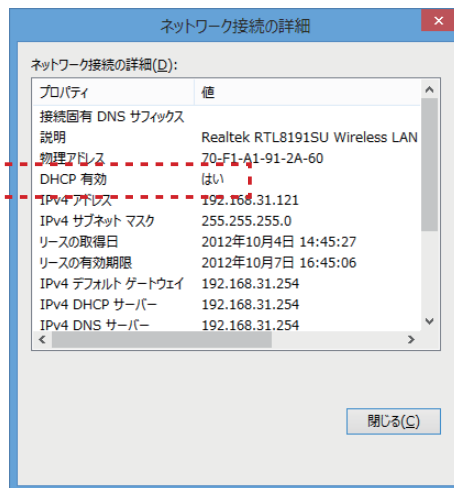 ネットワーク接続の詳細
ネットワーク接続の詳細(D):
プロパティ 値
接続固有 DNS サフィックス
説明 Realtek RTL8191SU Wireless LAN
物理アドレス 70-F1-A1-91-2A-60
DHCP 有効 はい
IPv4 アドレス 192.168.31.121
IPv4 サブネット マスク 255.255.255.0
リースの取得日 2012年10月4日 14:45:27
リースの有効期限 2012年10月7日 16:45:06
IPv4 デフォルト ゲートウェイ 192.168.31.254
IPv4 DHCP サーバー 192.168.31.254
IPv4 DNS サーバー 192.168.31.254
閉じる(C)